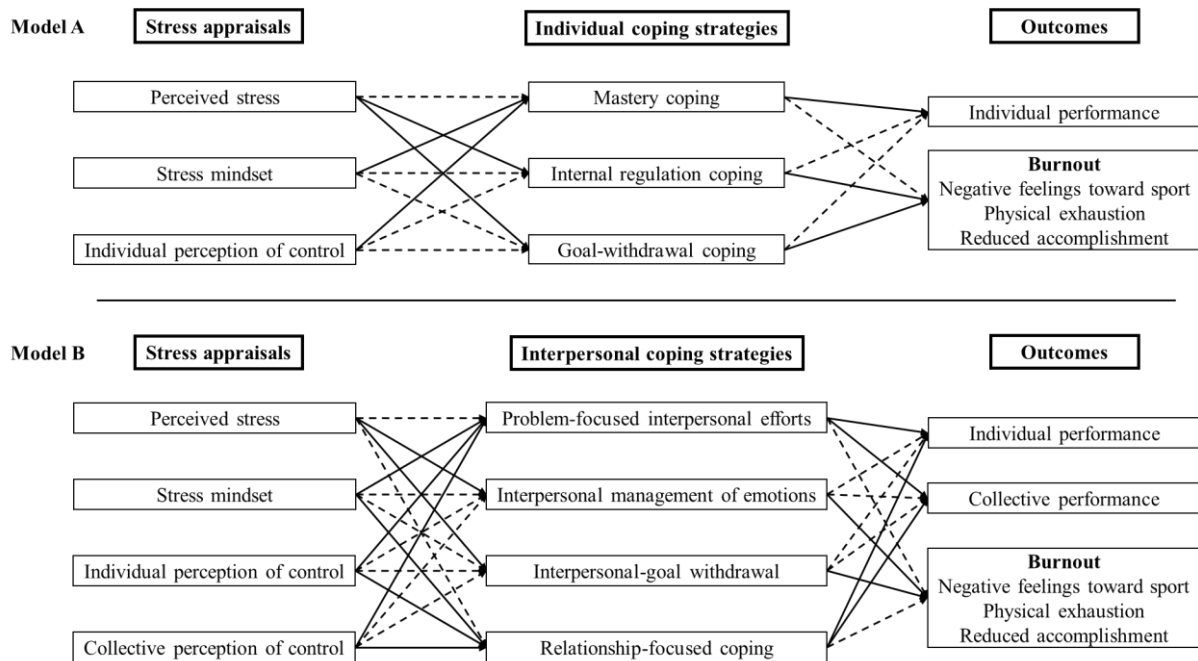 Model A
Stress appraisals
Individual coping strategies
Outcomes
Perceived stress
Mastery coping
Individual performance
Stress mindset
Internal regulation coping
Burnout
Negative feelings toward sport
Physical exhaustion
Reduced accomplishment
Individual perception of control
Goal-withdrawal coping
Model B
Stress appraisals
Interpersonal coping strategies
Outcomes
Perceived stress
Problem-focused interpersonal efforts
Individual performance
Stress mindset
Interpersonal management of emotions
Collective performance
Individual perception of control
Interpersonal-goal withdrawal
Burnout
Negative feelings toward sport
Physical exhaustion
Reduced accomplishment
Collective perception of control
Relationship-focused coping